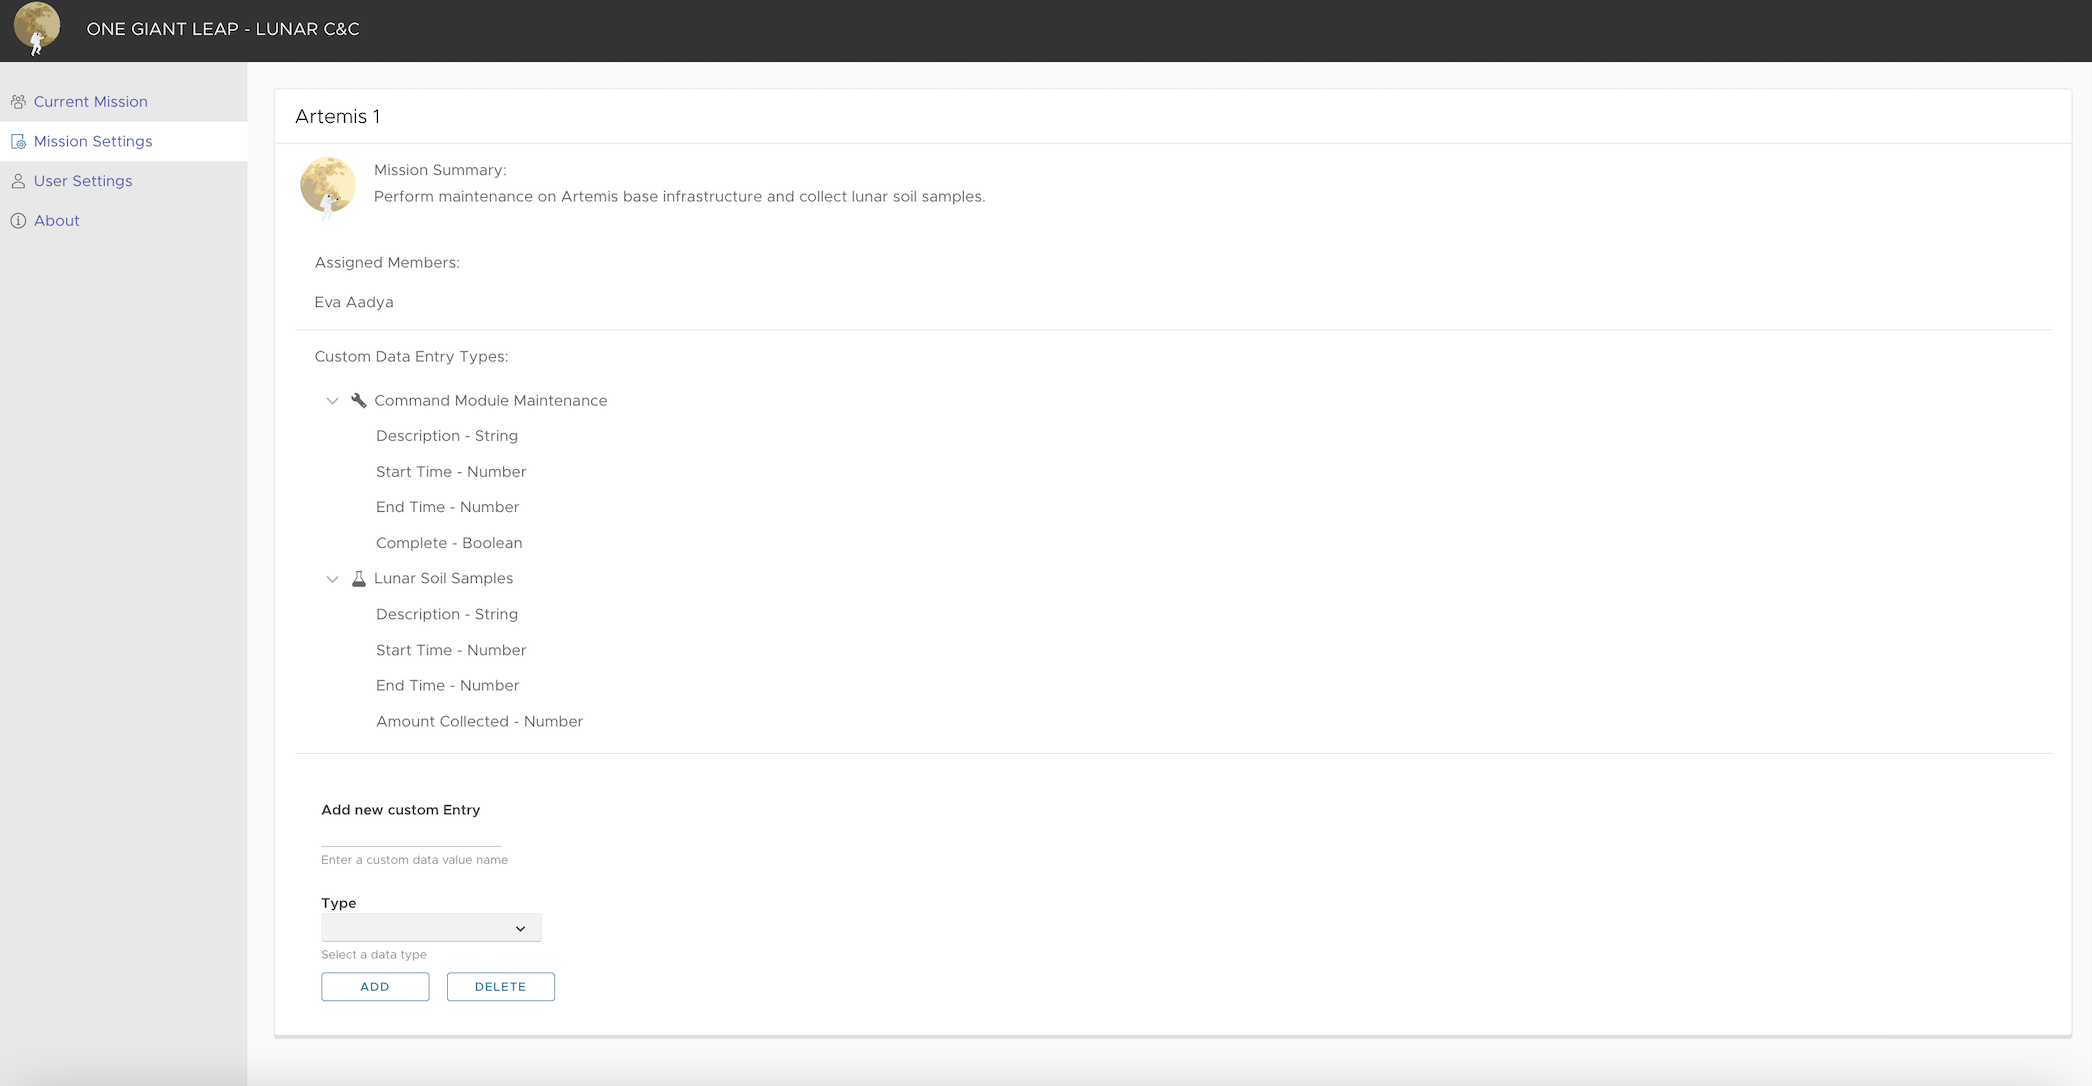 ONE GIANT LEAP - LUNAR C&C
Current Mission
Mission Settings
User Settings
About
Artemis 1
Mission Summary:
Perform maintenance on Artemis base infrastructure and collect lunar soil samples.
Assigned Members:
Eva Aadya
Custom Data Entry Types:
Command Module Maintenance
Description - String
Start Time - Number
End Time - Number
Complete - Boolean
Lunar Soil Samples
Description - String
Start Time - Number
End Time - Number
Amount Collected - Number
Add new custom Entry
Enter a custom data value name
Type
Select a data type
ADD DELETE